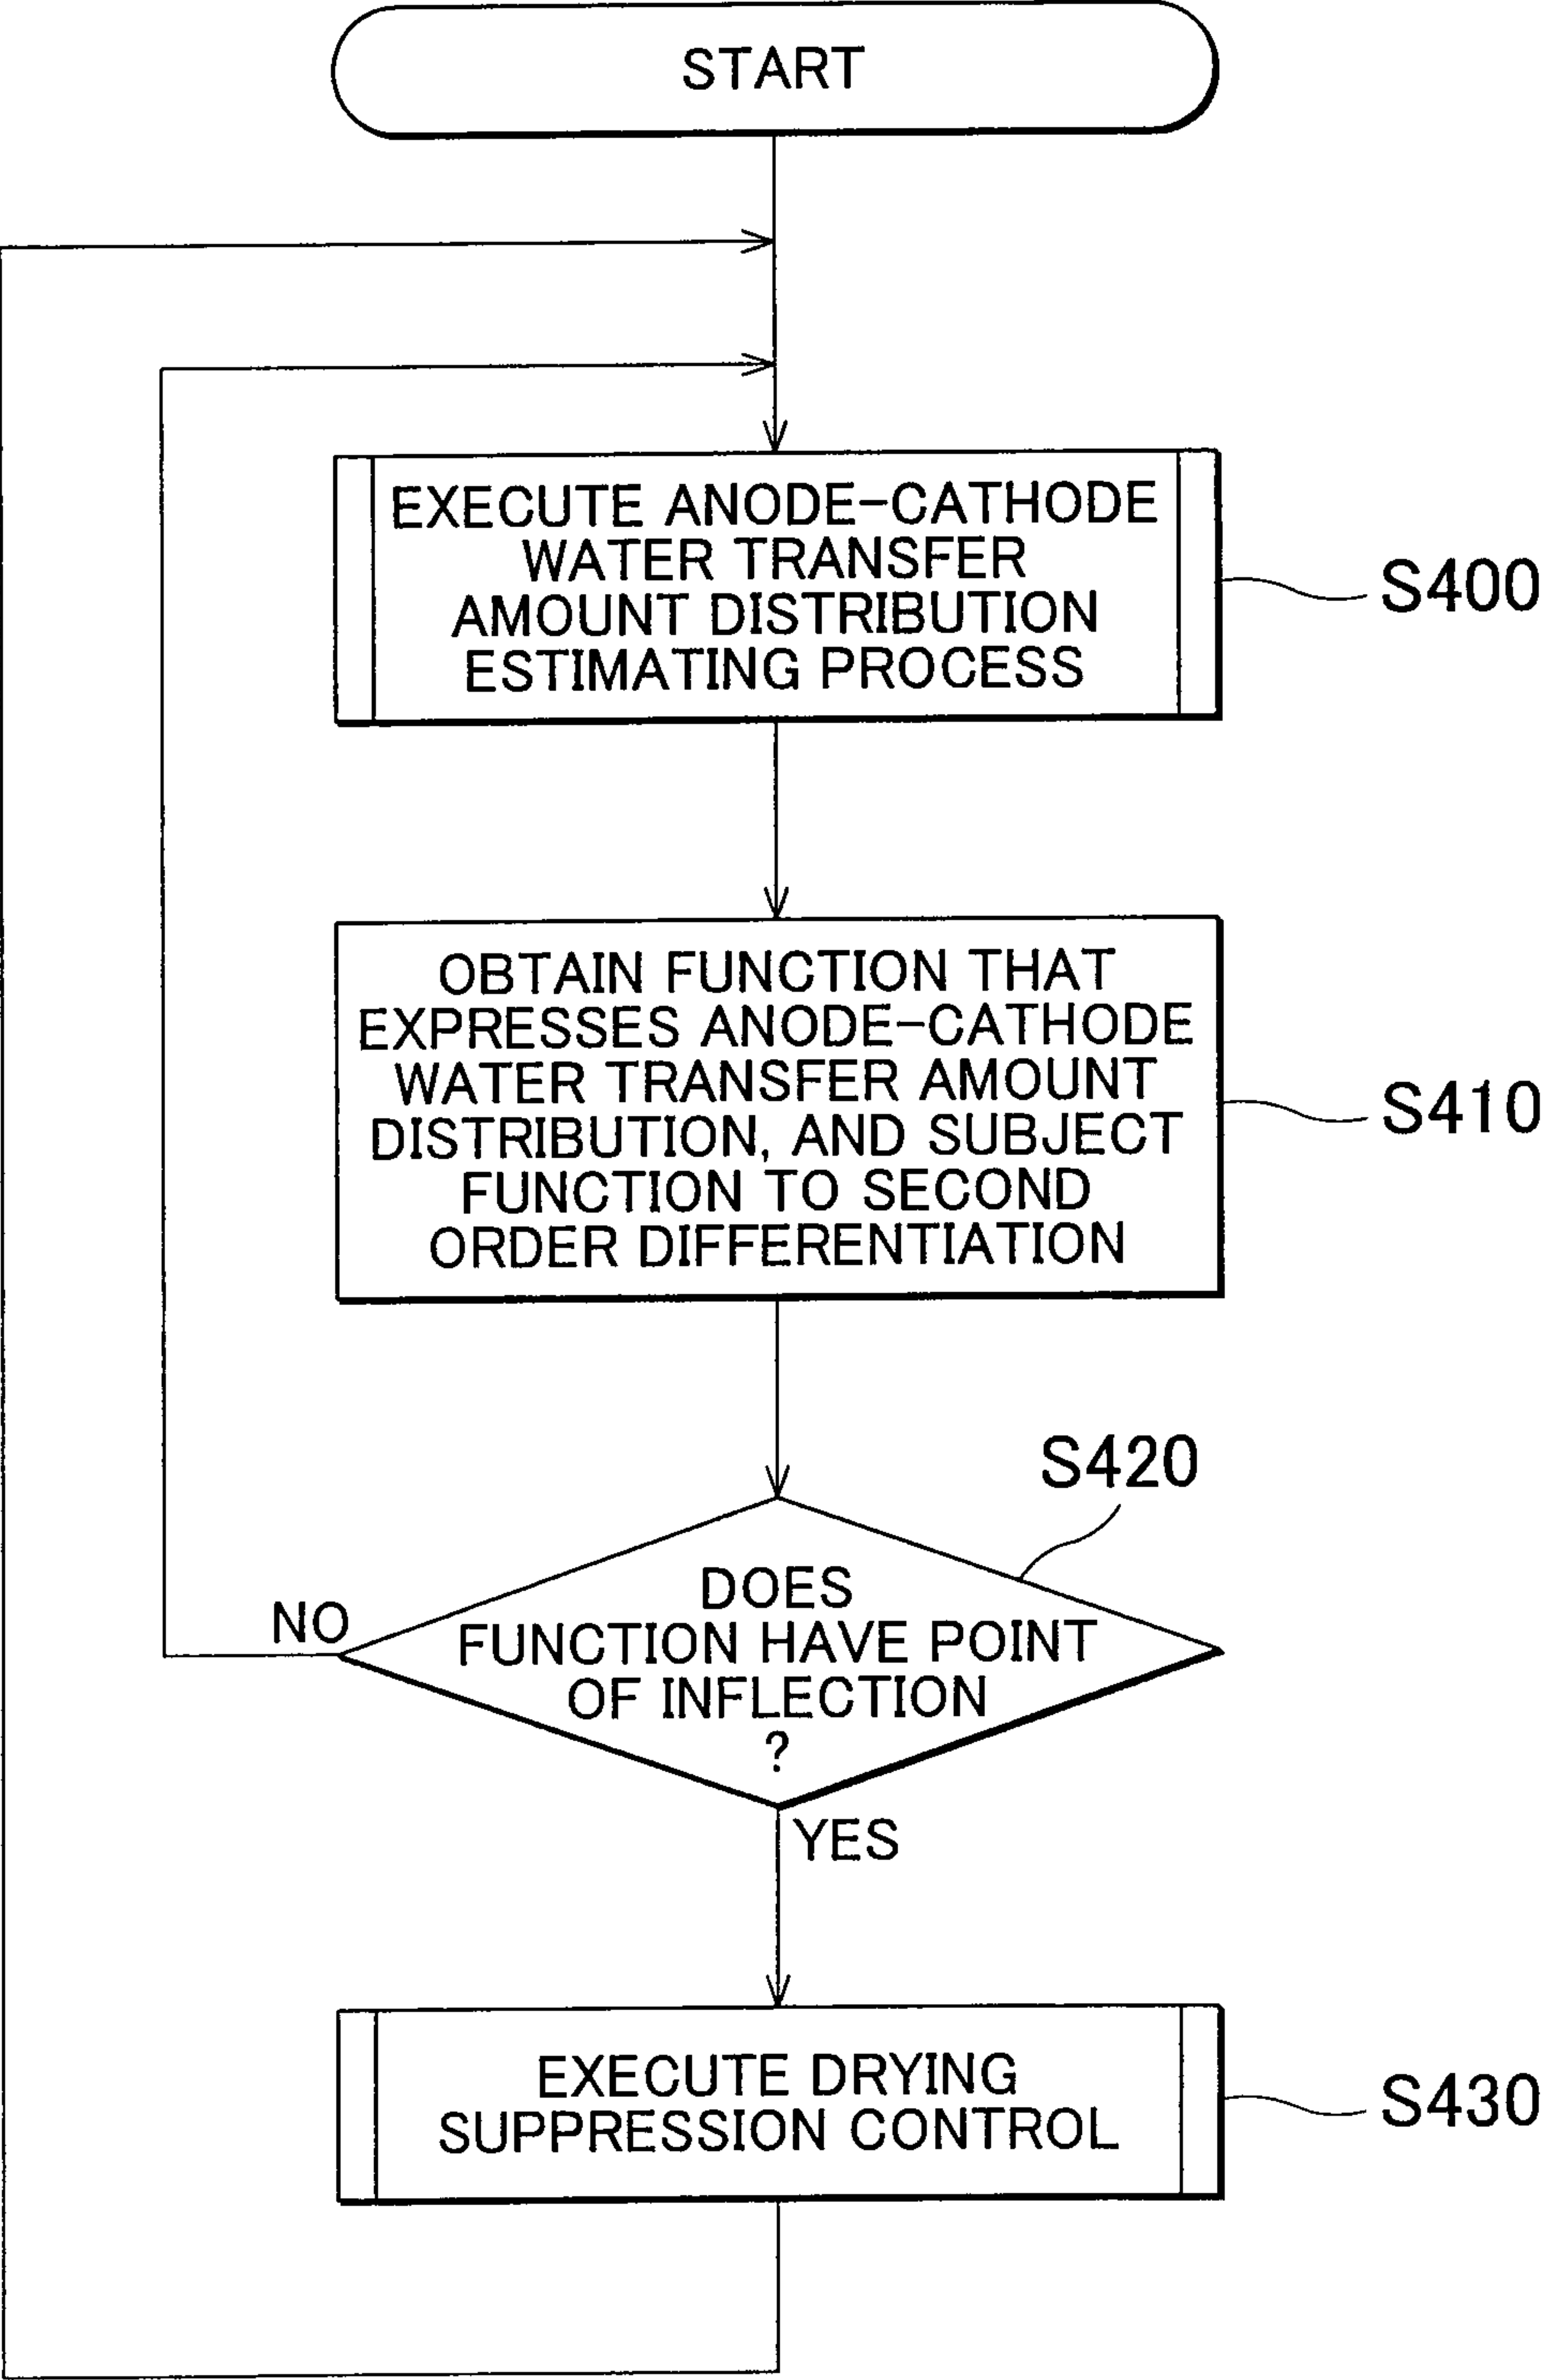 START
EXECUTE ANODE-CATHODE
WATER TRANSFER
AMOUNT DISTRIBUTION
ESTIMATING PROCESS
S400
OBTAIN FUNCTION THAT
EXPRESSES ANODE-CATHODE
WATER TRANSFER AMOUNT
DISTRIBUTION, AND SUBJECT
FUNCTION TO SECOND
ORDER DIFFERENTIATION
S410
S420
DOES
FUNCTION HAVE POINT
OF INFLECTION
?
NO
YES
EXECUTE DRYING
SUPPRESSION CONTROL
S430